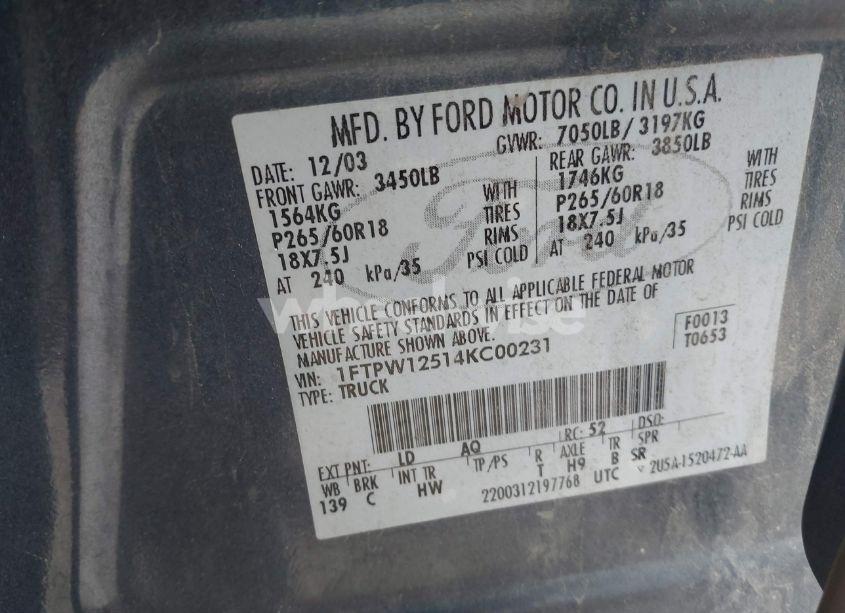 MFD. BY FORD MOTOR CO. IN U.S.A.
DATE: 12/03 GVWR: 7050LB/ 3197KG
FRONT GAWR: 3450LB REAR GAWR: 3850LB
1564KG WITH 1746KG WITH
P265/60R18 TIRES P265/60R18 TIRES
18X7.5J RIMS 18X7.5J RIMS
AT 240 kPa/35 PSI COLD AT 240 kPa/35 PSI COLD
Ford
wheelwise
THIS VEHICLE CONFORMS TO ALL APPLICABLE FEDERAL MOTOR
VEHICLE SAFETY STANDARDS IN EFFECT ON THE DATE OF
MANUFACTURE SHOWN ABOVE.
F0013
T0653
VIN: 1FTPW12514KC00231
TYPE: TRUCK
EXT PNT: LD AQ RC: 52 DSO:
WB BRK INT TR TP/PS R AXLE TR SPR
139 C HW T H9 B SR
2200312197768 UTC
V 2U5A-1520472-AA